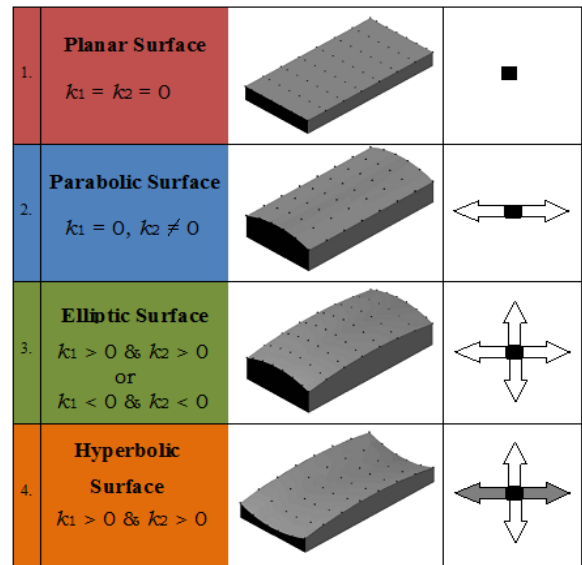 1.
Planar Surface
k1 = k2 = 0
2.
Parabolic Surface
k1 = 0, k2 ≠ 0
3.
Elliptic Surface
k1 > 0 & k2 > 0
or
k1 < 0 & k2 < 0
4.
Hyperbolic
Surface
k1 > 0 & k2 > 0